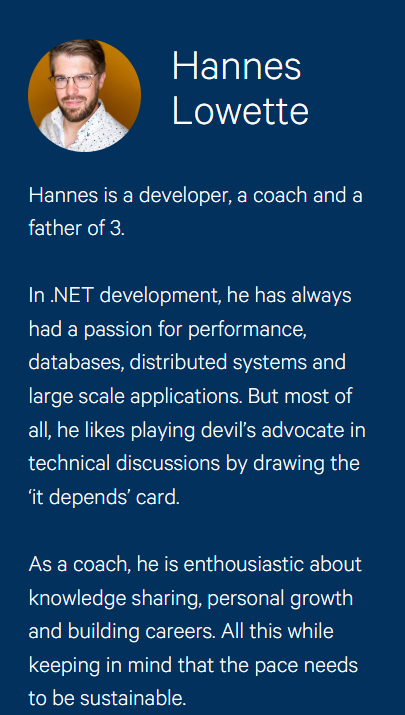 Hannes
Lowette
Hannes is a developer, a coach and a
father of 3.
In .NET development, he has always
had a passion for performance,
databases, distributed systems and
large scale applications. But most of
all, he likes playing devil’s advocate in
technical discussions by drawing the
‘it depends’ card.
As a coach, he is enthousiastic about
knowledge sharing, personal growth
and building careers. All this while
keeping in mind that the pace needs
to be sustainable.